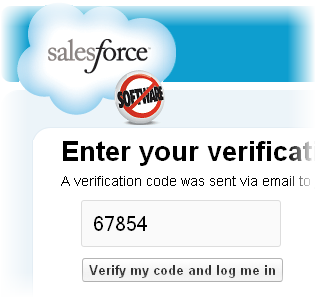 salesforce
SOFTWARE
Enter your verificat
A verification code was sent via email to
67854
Verify my code and log me in